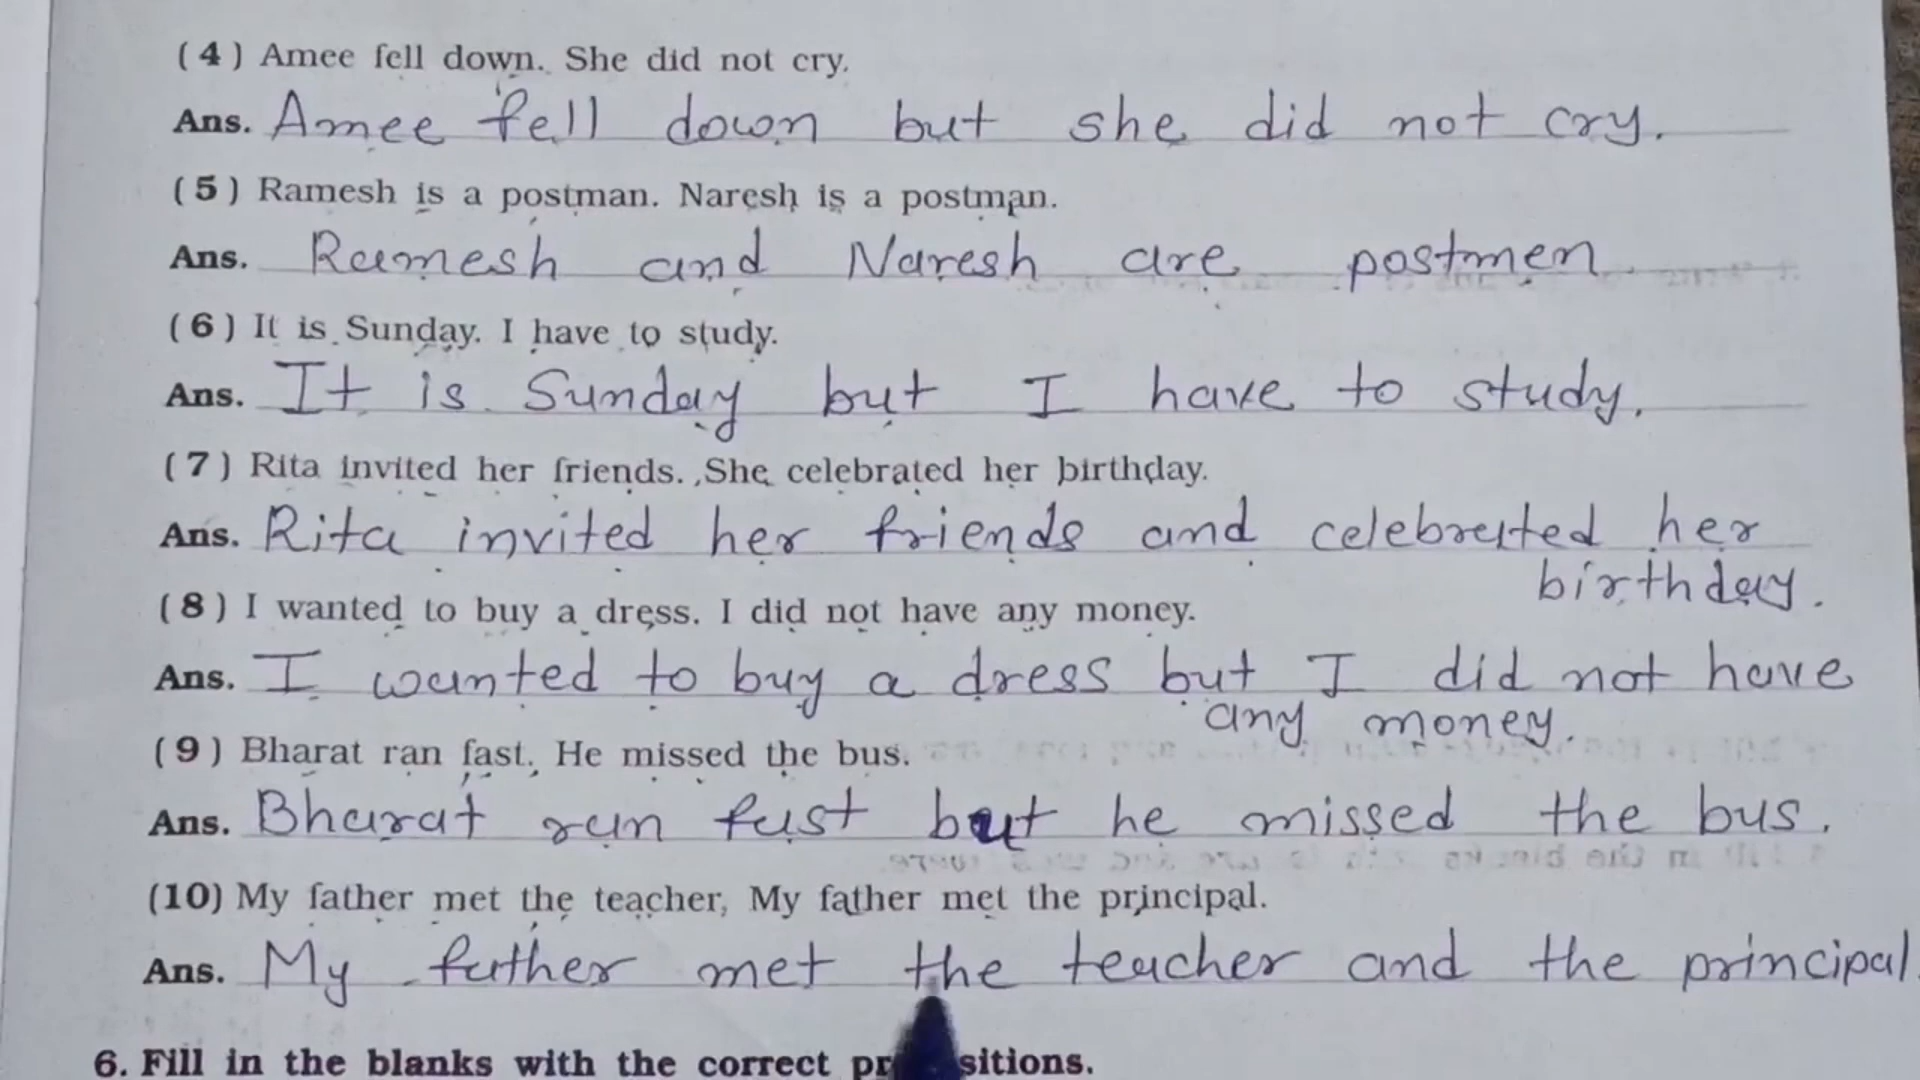 (4) Amee fell down. She did not cry.
Ans. Amee fell down but she did not cry.
(5) Ramesh is a postman. Naresh is a postman.
Ans. Ramesh and Naresh are postmen.
(6) It is Sunday. I have to study.
Ans. It is Sunday but I have to study.
(7) Rita invited her friends. She celebrated her birthday.
Ans. Rita invited her friends and celebrated her
birthday.
(8) I wanted to buy a dress. I did not have any money.
Ans. I wanted to buy a dress but I did not have
any money.
(9) Bharat ran fast. He missed the bus.
Ans. Bharat ran fast but he missed the bus.
(10) My father met the teacher, My father met the principal.
Ans. My father met the teacher and the principal.
6. Fill in the blanks with the correct